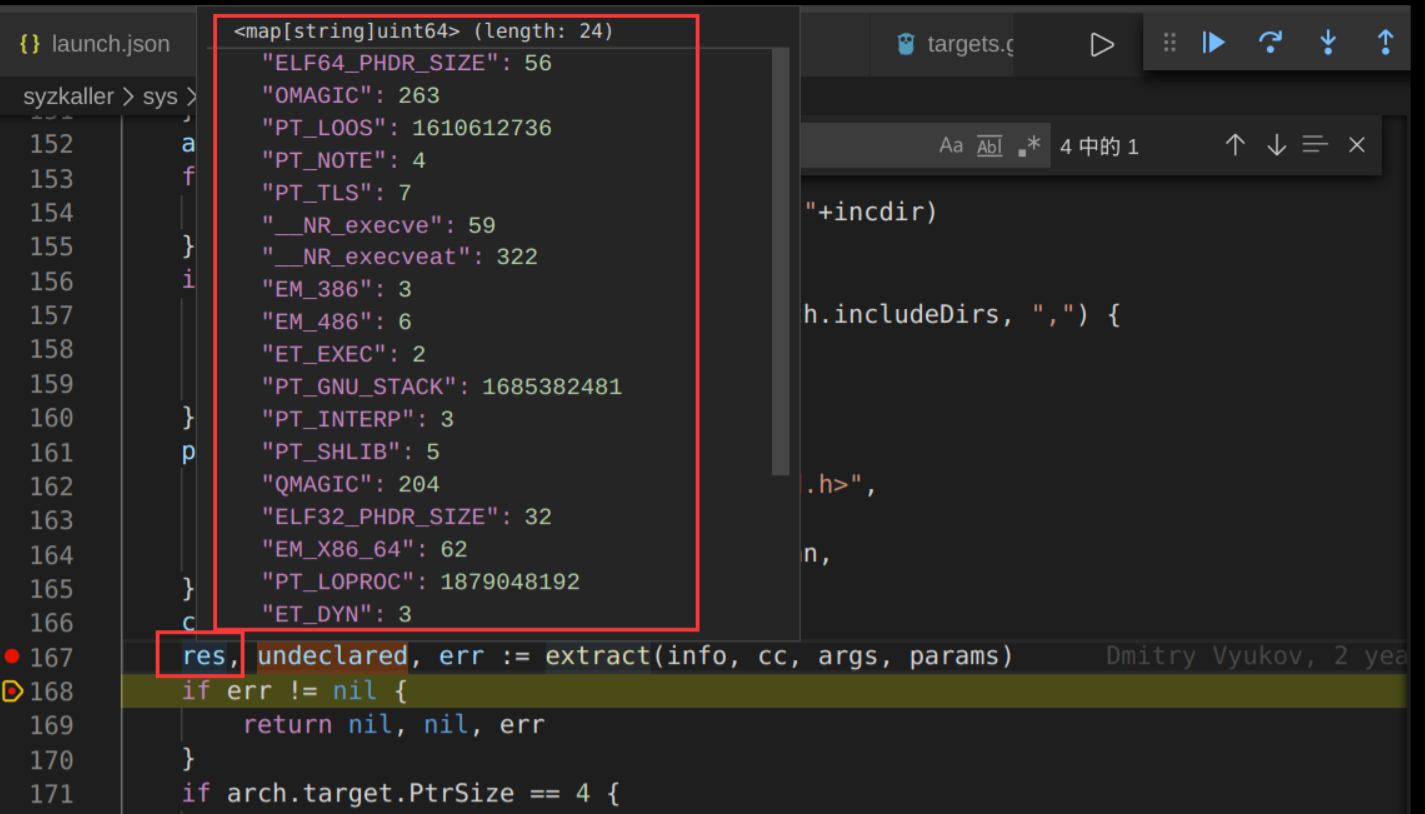 {} launch.json
<map[string]uint64> (length: 24)
targets.g
syzkaller > sys >
"ELF64_PHDR_SIZE": 56
"OMAGIC": 263
"PT_LOOS": 1610612736
"PT_NOTE": 4
"PT_TLS": 7
"__NR_execve": 59
"__NR_execveat": 322
"EM_386": 3
"EM_486": 6
"ET_EXEC": 2
"PT_GNU_STACK": 1685382481
"PT_INTERP": 3
"PT_SHLIB": 5
"QMAGIC": 204
"ELF32_PHDR_SIZE": 32
"EM_X86_64": 62
"PT_LOPROC": 1879048192
"ET_DYN": 3
Aa Abl .* 4 中的 1
151 }
152 a
153 f
154 "+incdir)
155 }
156 i
157 h.includeDirs, ",") {
158
159
160 }
161 p
162 .h>",
163
164 n,
165 }
166 c
167 res, undeclared, err := extract(info, cc, args, params) Dmitry Vyukov, 2 yea
168 if err != nil {
169 return nil, nil, err
170 }
171 if arch.target.PtrSize == 4 {